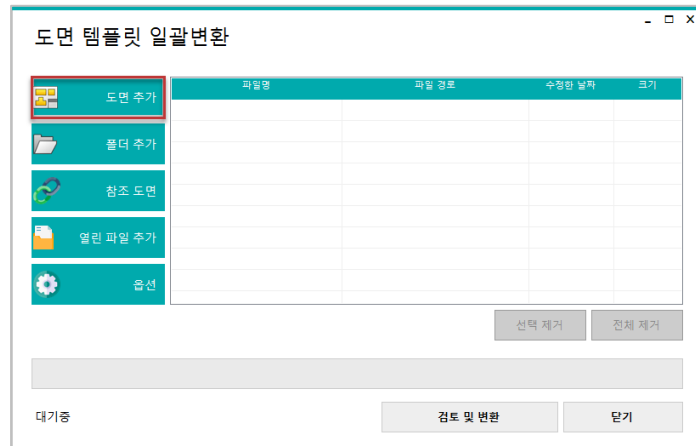 도면 템플릿 일괄변환
도면 추가
폴더 추가
참조 도면
열린 파일 추가
옵션
파일명 파일 경로 수정한 날짜 크기
선택 제거 전체 제거
대기중
검토 및 변환 닫기